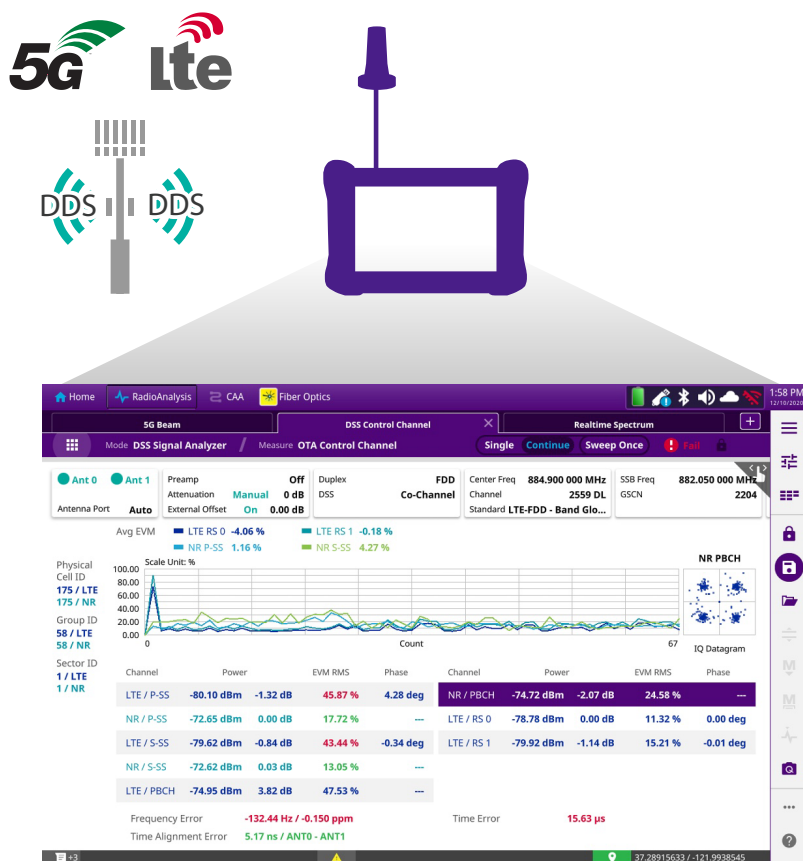 5G Lte
DDS DDS
Home RadioAnalysis CAA Fiber Optics 1:58 PM
12/10/2020
5G Beam DSS Control Channel Realtime Spectrum
Mode DSS Signal Analyzer / Measure OTA Control Channel Single Continue Sweep Once Fail
Ant 0 Ant 1 Preamp Off Duplex FDD Center Freq 884.900 000 MHz SSB Freq 882.050 000 MHz
Attenuation Manual 0 dB DSS Co-Channel Channel 2559 DL GSCN 2204
Antenna Port Auto External Offset On 0.00 dB Standard LTE-FDD - Band Glo...
Avg EVM LTE RS 0 -4.06 % LTE RS 1 -0.18 %
NR P-SS 1.16 % NR S-SS 4.27 %
Physical Cell ID
175 / LTE
175 / NR
Group ID
58 / LTE
58 / NR
Sector ID
1 / LTE
1 / NR
Scale Unit: %
100.00
80.00
60.00
40.00
20.00
0.00
0 Count 67
NR PBCH
IQ Datagram
Channel Power EVM RMS Phase Channel Power EVM RMS Phase
LTE / P-SS -80.10 dBm -1.32 dB 45.87 % 4.28 deg NR / PBCH -74.72 dBm -2.07 dB 24.58 % ---
NR / P-SS -72.65 dBm 0.00 dB 17.72 % --- LTE / RS 0 -78.78 dBm 0.00 dB 11.32 % 0.00 deg
LTE / S-SS -79.62 dBm -0.84 dB 43.44 % -0.34 deg LTE / RS 1 -79.92 dBm -1.14 dB 15.21 % -0.01 deg
NR / S-SS -72.62 dBm 0.03 dB 13.05 % ---
LTE / PBCH -74.95 dBm 3.82 dB 47.53 % ---
Frequency Error -132.44 Hz / -0.150 ppm Time Error 15.63 μs
Time Alignment Error 5.17 ns / ANT0 - ANT1
+3 37.28915633 / -121.9938545